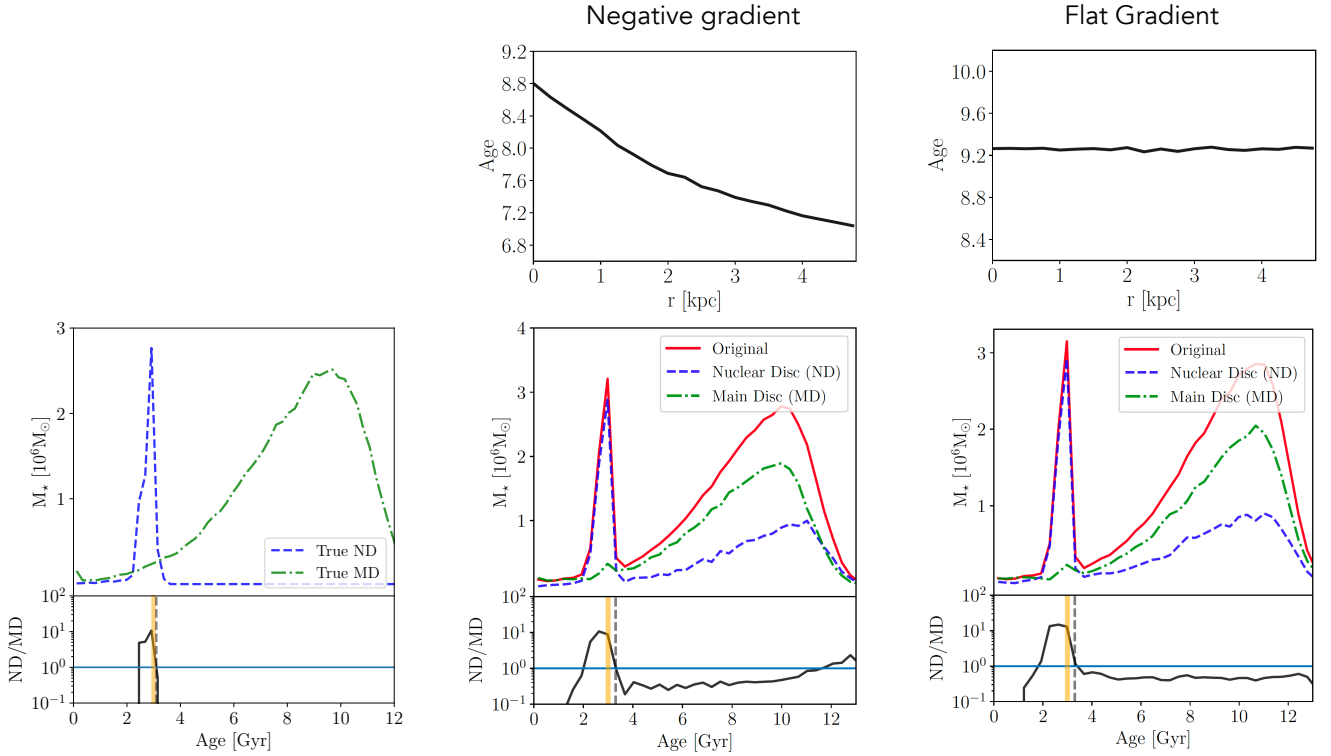 Negative gradient
Flat Gradient
9.2
8.8
8.4
8.0
7.6
7.2
6.8
Age
0 1 2 3 4
r [kpc]
10.0
9.6
9.2
8.8
8.4
Age
0 1 2 3 4
r [kpc]
3
2
1
M⋆ [10⁶M⊙]
True ND
True MD
10²
10¹
10⁰
10⁻¹
ND/MD
0 2 4 6 8 10 12
Age [Gyr]
4
3
2
1
M⋆ [10⁶M⊙]
Original
Nuclear Disc (ND)
Main Disc (MD)
10²
10¹
10⁰
10⁻¹
ND/MD
0 2 4 6 8 10 12
Age [Gyr]
3
2
1
M⋆ [10⁶M⊙]
Original
Nuclear Disc (ND)
Main Disc (MD)
10²
10¹
10⁰
10⁻¹
ND/MD
0 2 4 6 8 10 12
Age [Gyr]